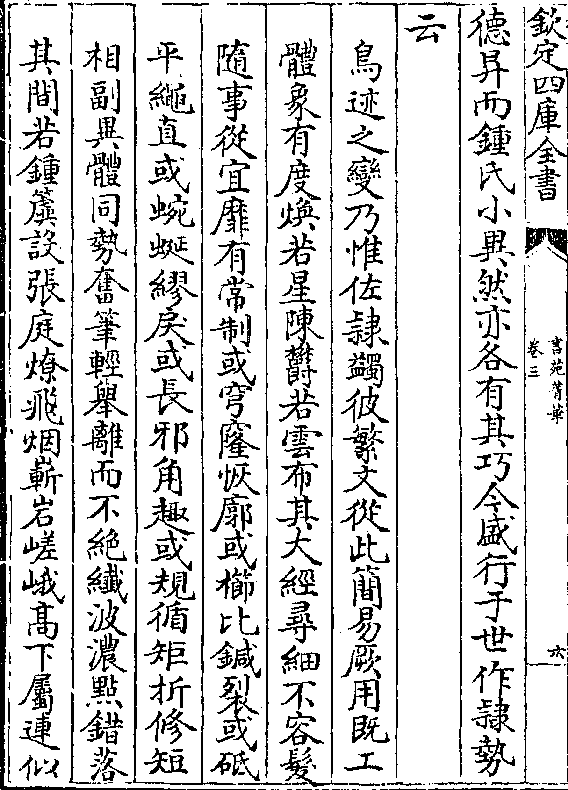 欽定四庫全書
書苑菁華
卷三
六
德昇而鍾氏小異然亦各有其巧今盛行于世作隷勢
云
鳥迹之變乃惟佐隷蠲彼繁文從此簡易厥用既工
體象有度煥若星陳欝若雲布其大經尋細不容髮
隨事從宜靡有常制或穹窿恢廓或櫛比鍼裂或砥
平繩直或蜿蜒繆戾或長邪角趣或規循矩折修短
相副異體同勢奮筆輕舉離而不絶纎波濃點錯落
其間若鍾簴設張庭燎飛烟嶄岩嵯峨髙下屬連似